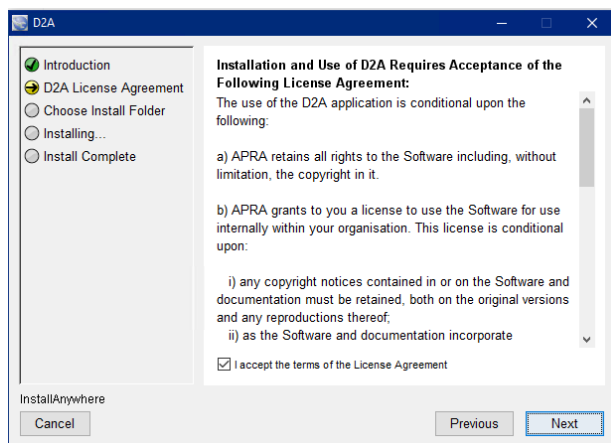 D2A
Introduction
D2A License Agreement
Choose Install Folder
Installing...
Install Complete
Installation and Use of D2A Requires Acceptance of the
Following License Agreement:
The use of the D2A application is conditional upon the
following:
a) APRA retains all rights to the Software including, without
limitation, the copyright in it.
b) APRA grants to you a license to use the Software for use
internally within your organisation. This license is conditional
upon:
i) any copyright notices contained in or on the Software and
documentation must be retained, both on the original versions
and any reproductions thereof;
ii) as the Software and documentation incorporate
I accept the terms of the License Agreement
InstallAnywhere
Cancel
Previous
Next